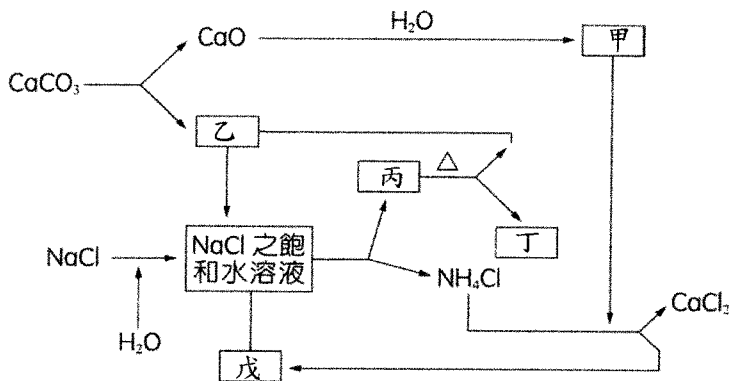 H₂O
CaO
甲
CaCO₃
乙
△
丙
丁
NaCl
NaCl 之飽
和水溶液
NH₄Cl
CaCl₂
H₂O
戊